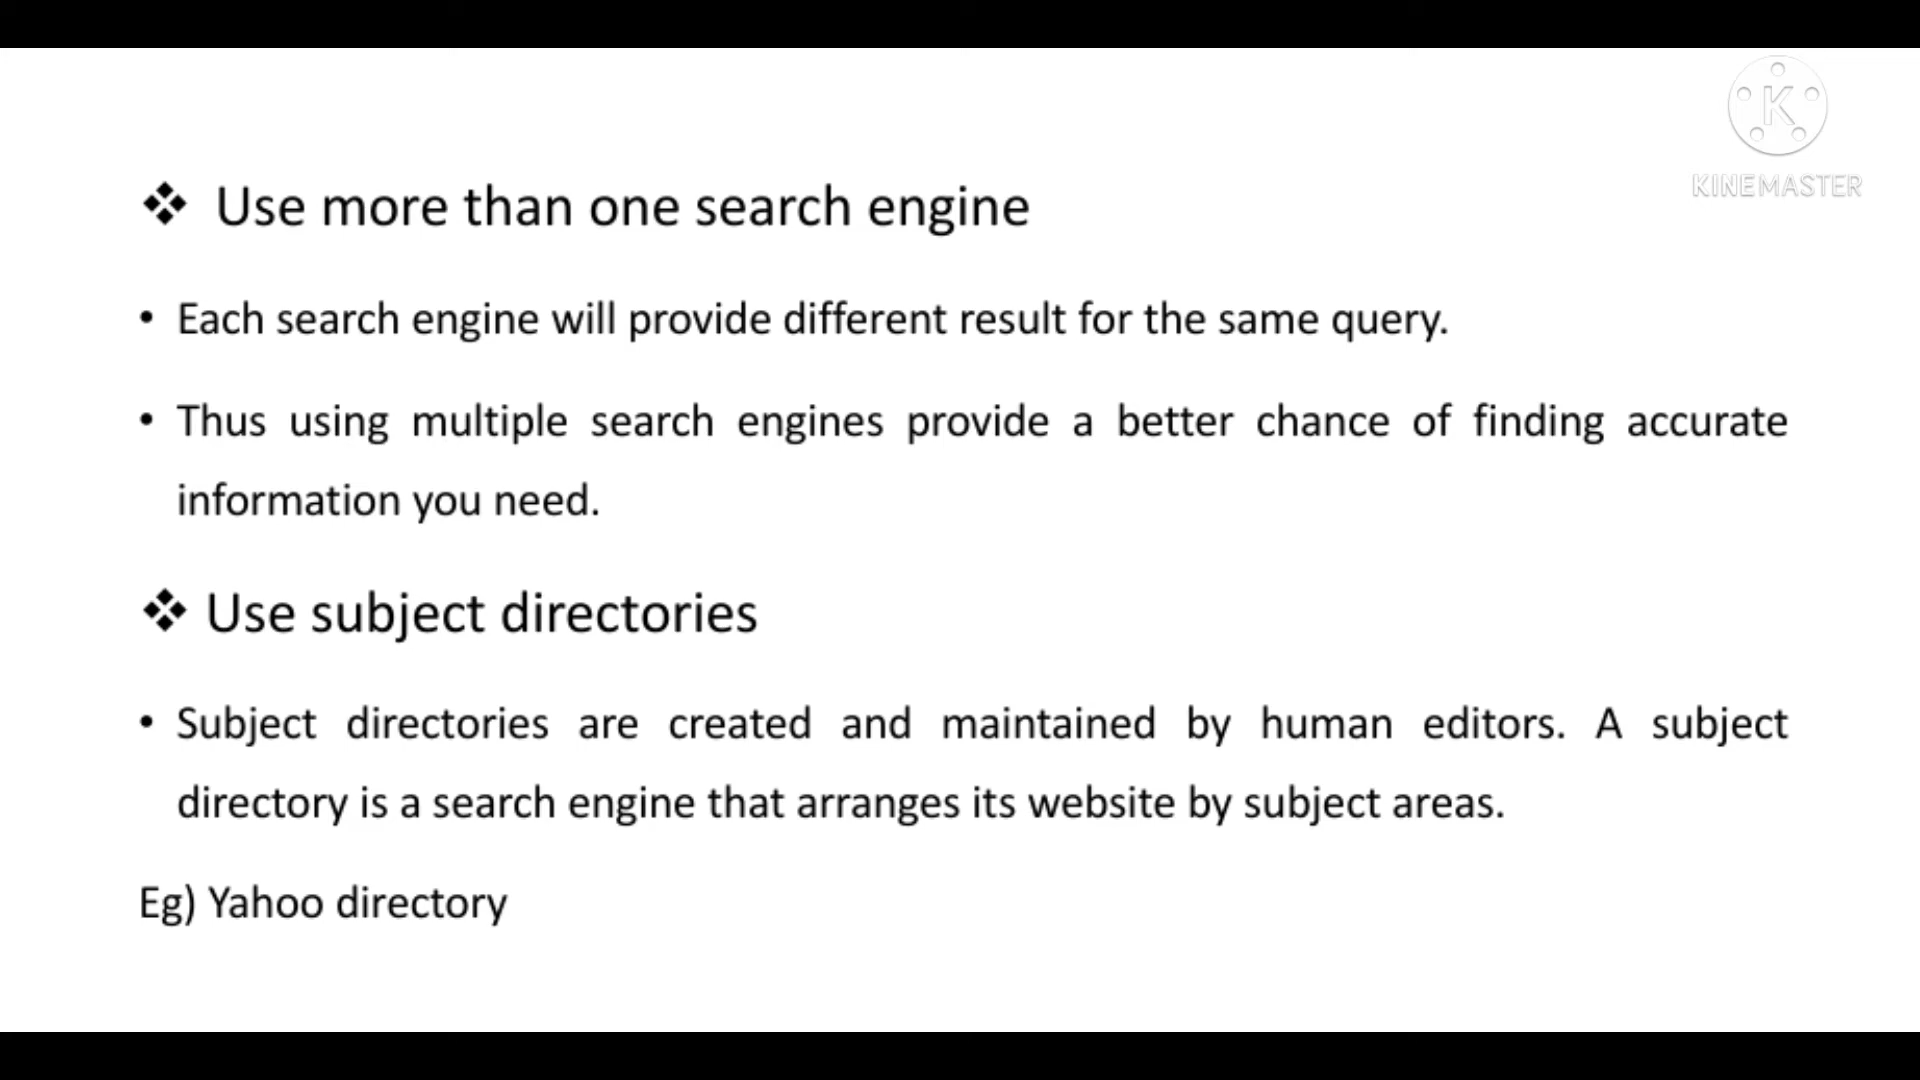 K
KINEMASTER
❖ Use more than one search engine
• Each search engine will provide different result for the same query.
• Thus using multiple search engines provide a better chance of finding accurate
information you need.
❖ Use subject directories
• Subject directories are created and maintained by human editors. A subject
directory is a search engine that arranges its website by subject areas.
Eg) Yahoo directory